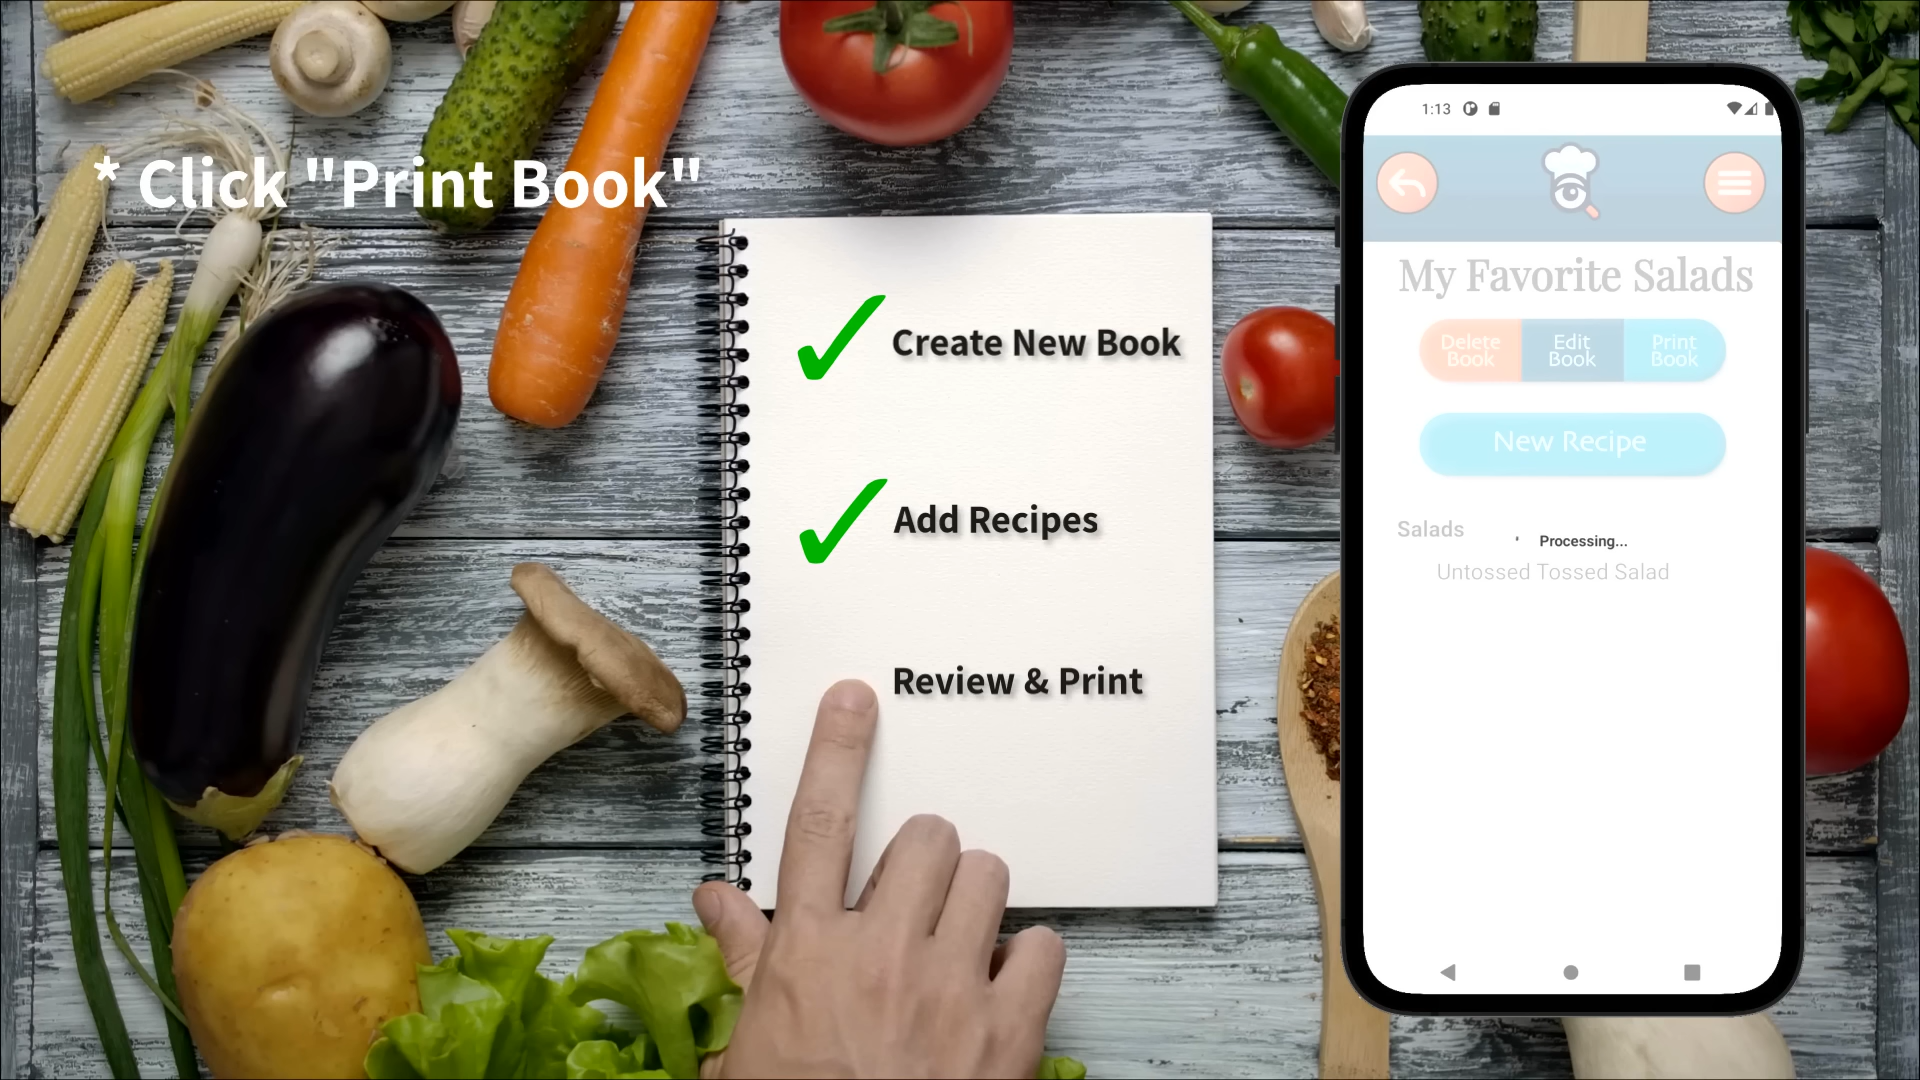 * Click "Print Book"
Create New Book
Add Recipes
Review & Print
1:13
My Favorite Salads
Delete
Book
Edit
Book
Print
Book
New Recipe
Salads
Processing...
Untossed Tossed Salad